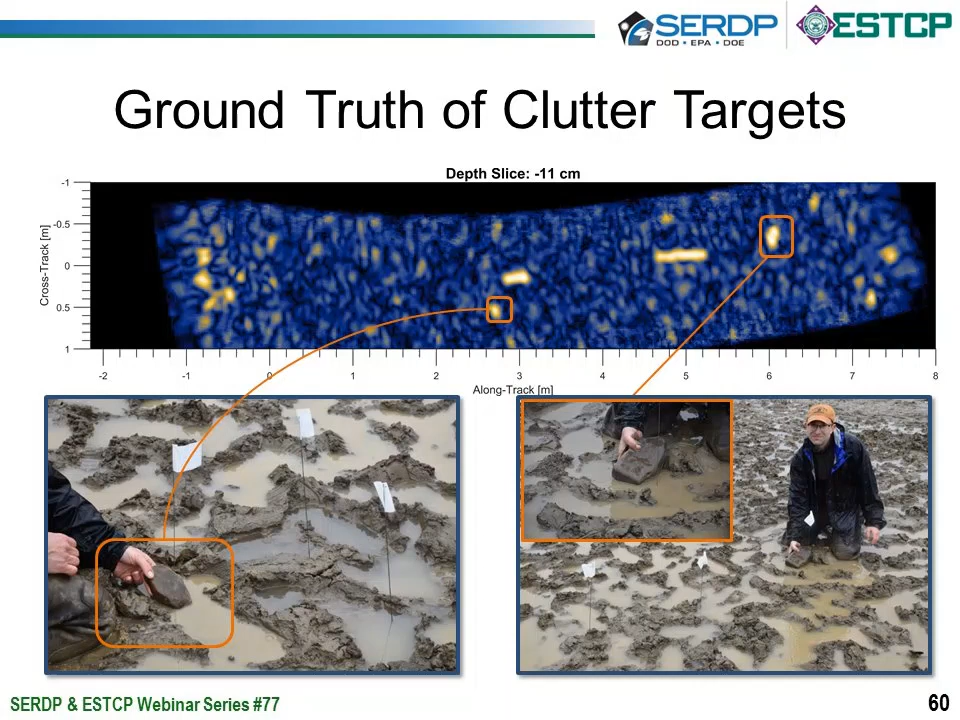 SERDP
DOD • EPA • DOE
ESTCP
Ground Truth of Clutter Targets
Depth Slice: -11 cm
Cross-Track [m]
-1
-0.5
0
0.5
1
-2 -1 0 1 2 3 4 5 6 7 8
Along-Track [m]
SERDP & ESTCP Webinar Series #77
60